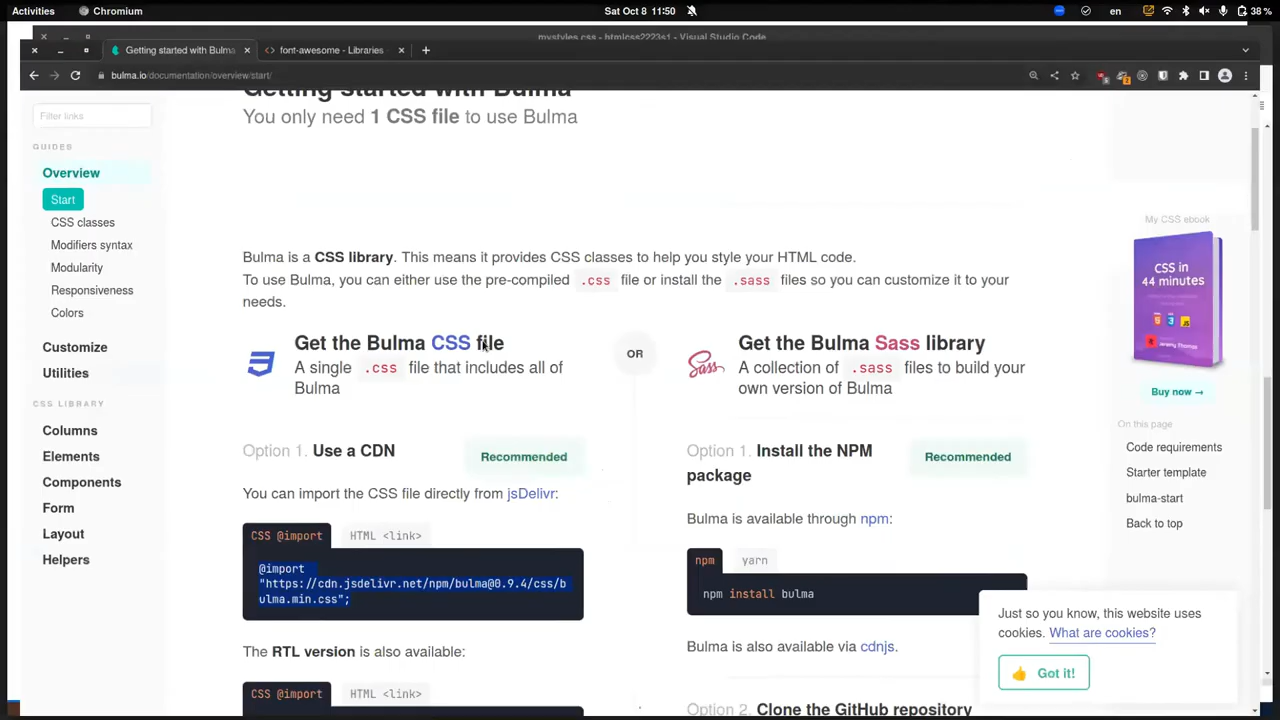 Activities
Chromium
Sat Oct 8 11:50
en
38 %
mystyles.css - htmlcss2223s1 - Visual Studio Code
Getting started with Bulma
font-awesome - Libraries
bulma.io/documentation/overview/start/
Filter links
GUIDES
Overview
Start
CSS classes
Modifiers syntax
Modularity
Responsiveness
Colors
Customize
Utilities
CSS LIBRARY
Columns
Elements
Components
Form
Layout
Helpers
Getting started with Bulma
You only need 1 CSS file to use Bulma
Bulma is a CSS library. This means it provides CSS classes to help you style your HTML code.
To use Bulma, you can either use the pre-compiled .css file or install the .sass files so you can customize it to your
needs.
Get the Bulma CSS file
A single .css file that includes all of
Bulma
Option 1. Use a CDN
Recommended
You can import the CSS file directly from jsDelivr:
CSS @import
HTML <link>
@import
"https://cdn.jsdelivr.net/npm/bulma@0.9.4/css/b
ulma.min.css";
The RTL version is also available:
CSS @import
HTML <link>
OR
Get the Bulma Sass library
A collection of .sass files to build your
own version of Bulma
Option 1. Install the NPM
package
Recommended
Bulma is available through npm:
npm
yarn
npm install bulma
Bulma is also available via cdnjs.
Option 2. Clone the GitHub repository
My CSS ebook
CSS in
44 minutes
Jeremy Thomas
Buy now →
On this page
Code requirements
Starter template
bulma-start
Back to top
Just so you know, this website uses
cookies. What are cookies?
👍 Got it!